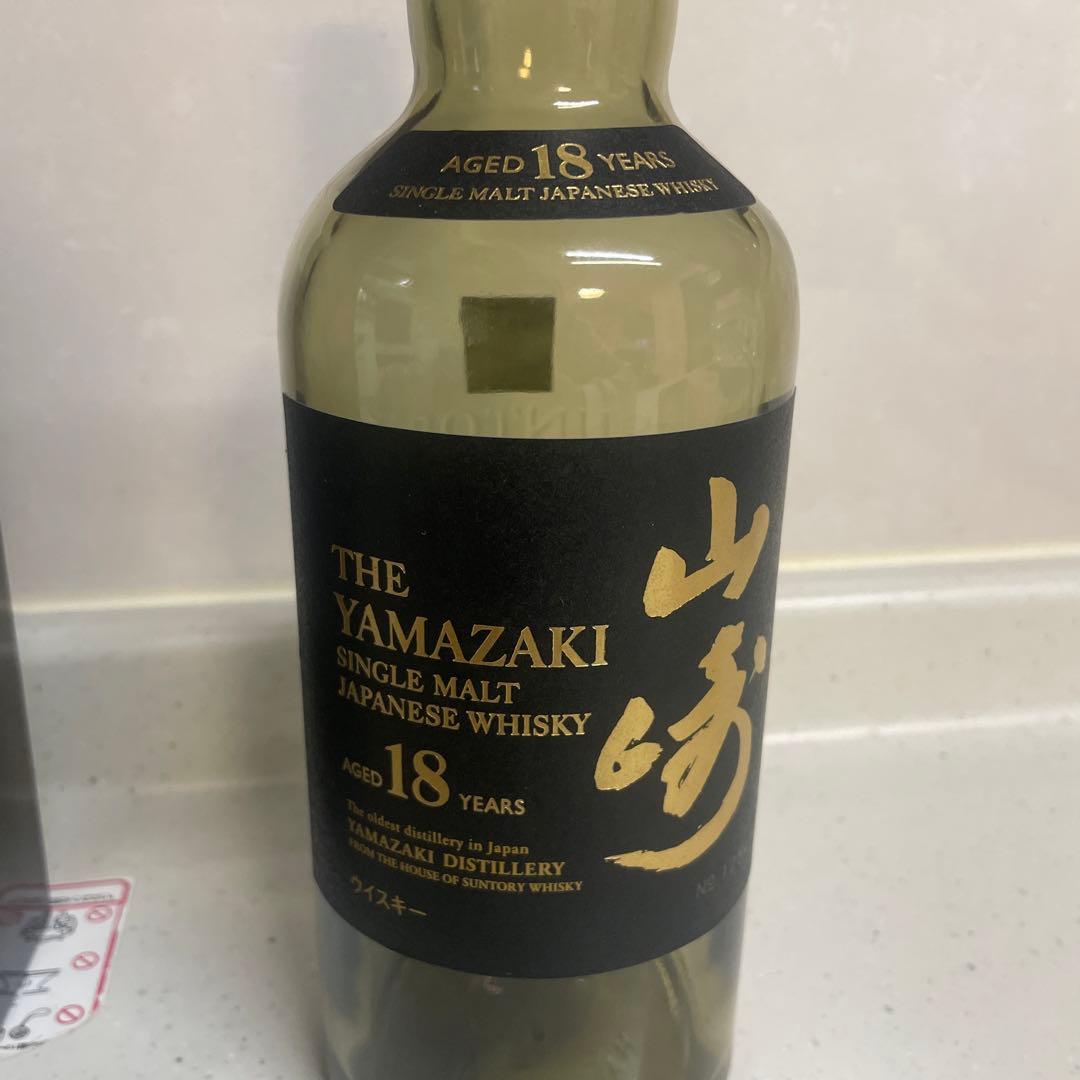 AGED 18 YEARS
SINGLE MALT JAPANESE WHISKY
THE
YAMAZAKI
SINGLE MALT
JAPANESE WHISKY
AGED 18 YEARS
The oldest distillery in Japan
YAMAZAKI DISTILLERY
FROM THE HOUSE OF SUNTORY WHISKY
ウイスキー
山崎